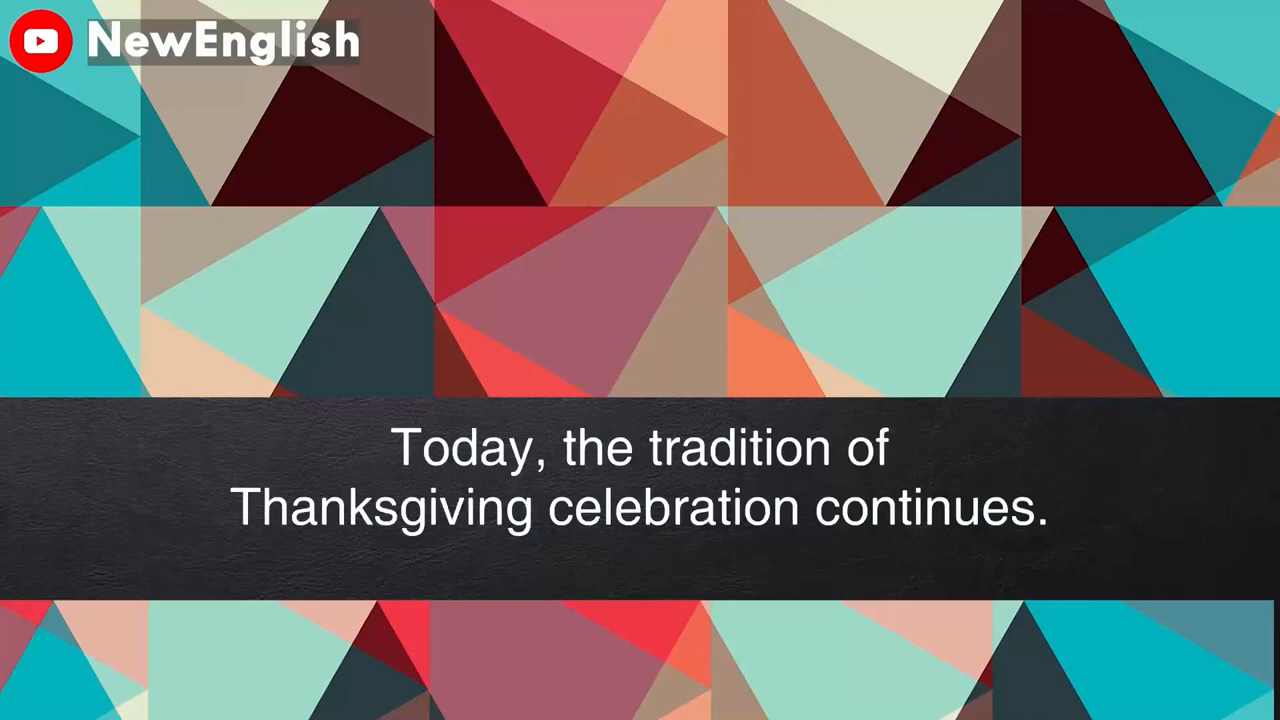 NewEnglish
Today, the tradition of
Thanksgiving celebration continues.